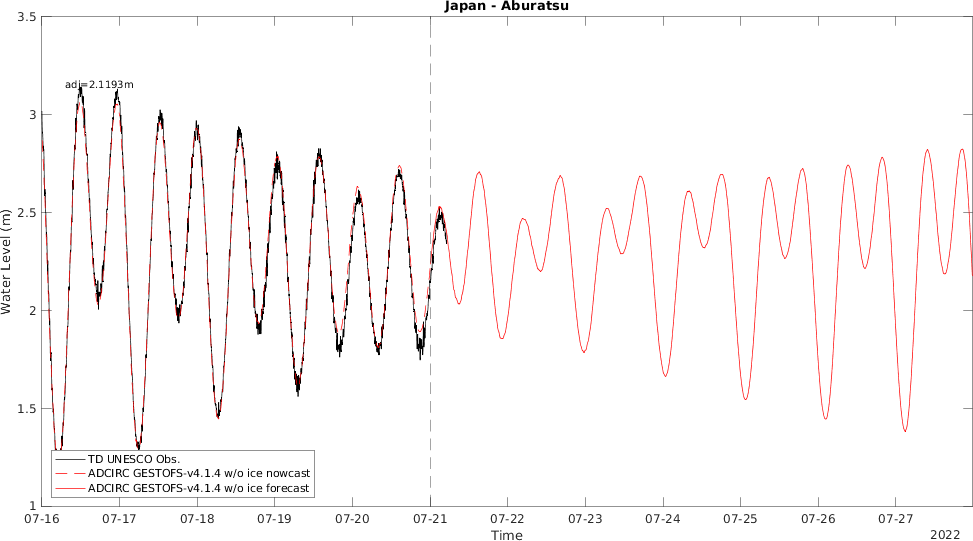 Japan - Aburatsu
3.5
3
2.5
2
1.5
1
Water Level (m)
adj=2.1193m
TD UNESCO Obs.
ADCIRC GESTOFS-v4.1.4 w/o ice nowcast
ADCIRC GESTOFS-v4.1.4 w/o ice forecast
07-16 07-17 07-18 07-19 07-20 07-21 07-22 07-23 07-24 07-25 07-26 07-27
Time
2022